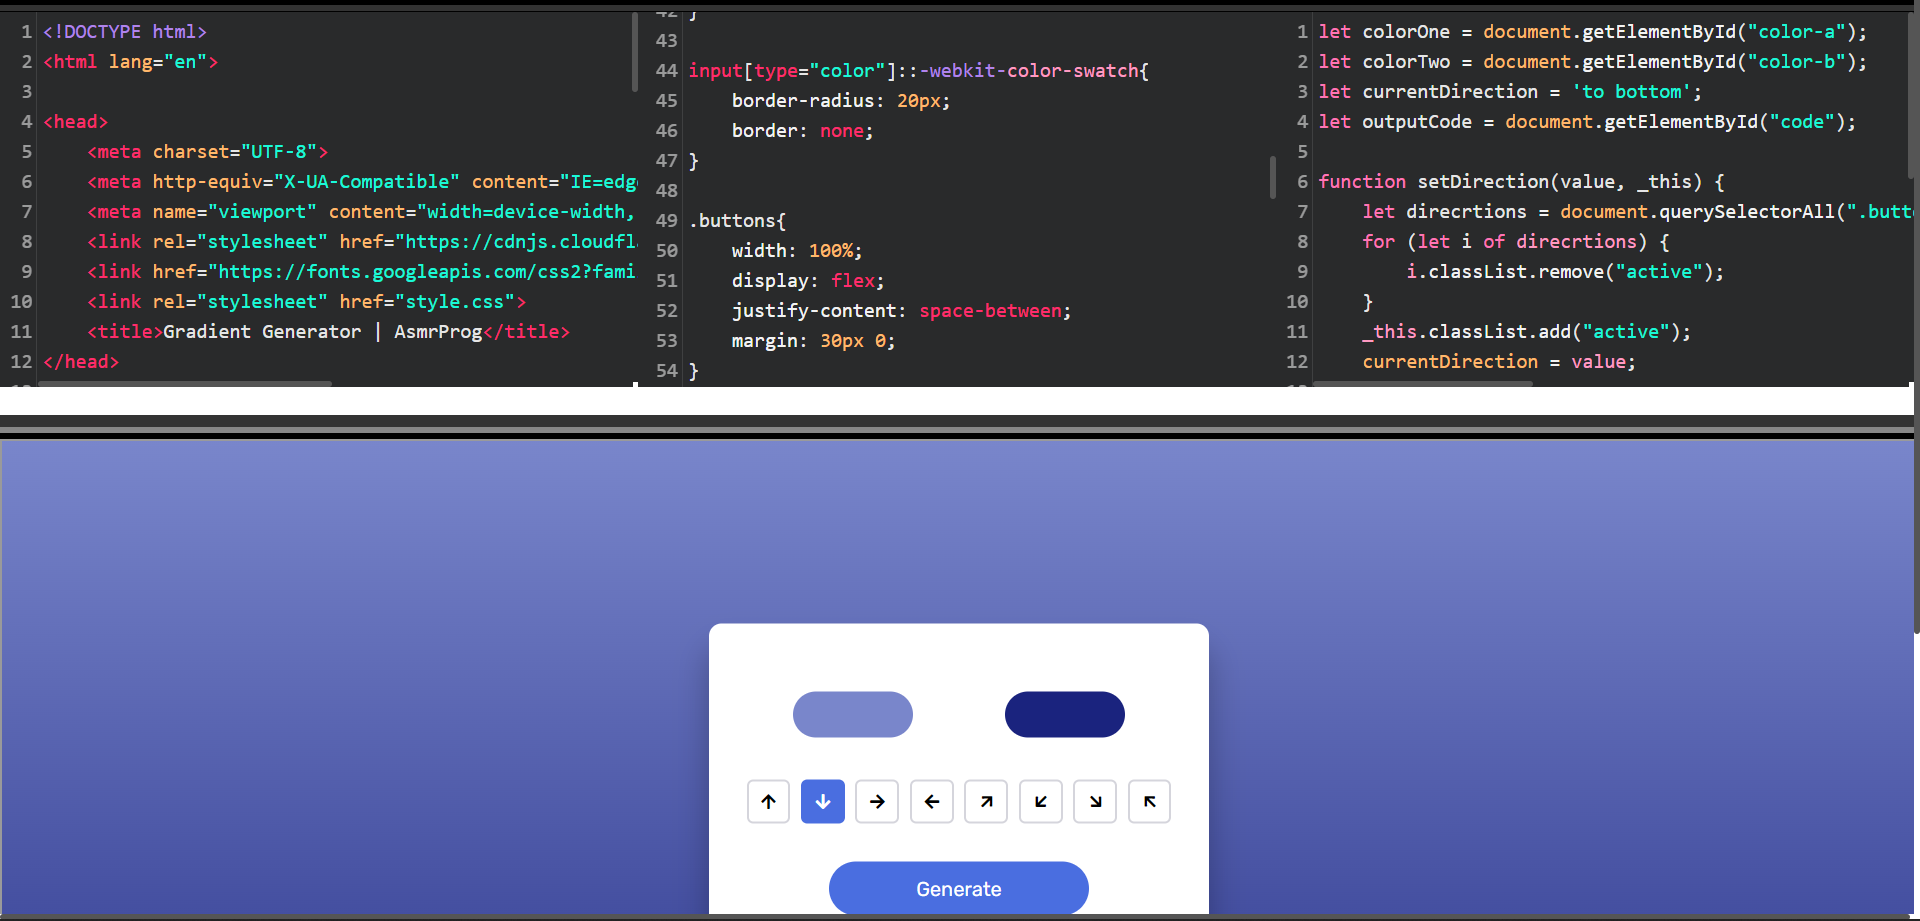 1 <!DOCTYPE html>
2 <html lang="en">
3
4 <head>
5 <meta charset="UTF-8">
6 <meta http-equiv="X-UA-Compatible" content="IE=edg
7 <meta name="viewport" content="width=device-width,
8 <link rel="stylesheet" href="https://cdnjs.cloudfl
9 <link href="https://fonts.googleapis.com/css2?fami
10 <link rel="stylesheet" href="style.css">
11 <title>Gradient Generator | AsmrProg</title>
12 </head>
42 }
43
44 input[type="color"]::-webkit-color-swatch{
45 border-radius: 20px;
46 border: none;
47 }
48
49 .buttons{
50 width: 100%;
51 display: flex;
52 justify-content: space-between;
53 margin: 30px 0;
54 }
1 let colorOne = document.getElementById("color-a");
2 let colorTwo = document.getElementById("color-b");
3 let currentDirection = 'to bottom';
4 let outputCode = document.getElementById("code");
5
6 function setDirection(value, _this) {
7 let direcrtions = document.querySelectorAll(".butt
8 for (let i of direcrtions) {
9 i.classList.remove("active");
10 }
11 _this.classList.add("active");
12 currentDirection = value;
Generate